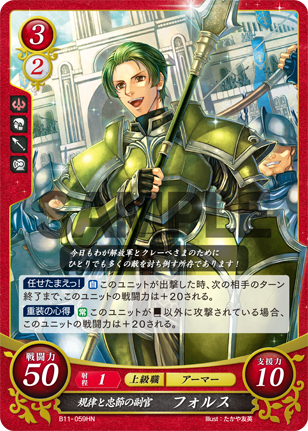 3
2
SAMPLE
今日もわが解放軍とクレーベさまのために
ひとりでも多くの敵を討ち倒す所存であります!
任せたまえっ! 自 このユニットが出撃した時、次の相手のターン
終了まで、このユニットの戦闘力は+20される。
重装の心得 常 このユニットが 以外に攻撃されている場合、
このユニットの戦闘力は+20される。
戦闘力
50
射程 1 上級職 アーマー
支援力
10
規律と忠節の副官 フォルス
B11-059HN
Illust:たかや友英